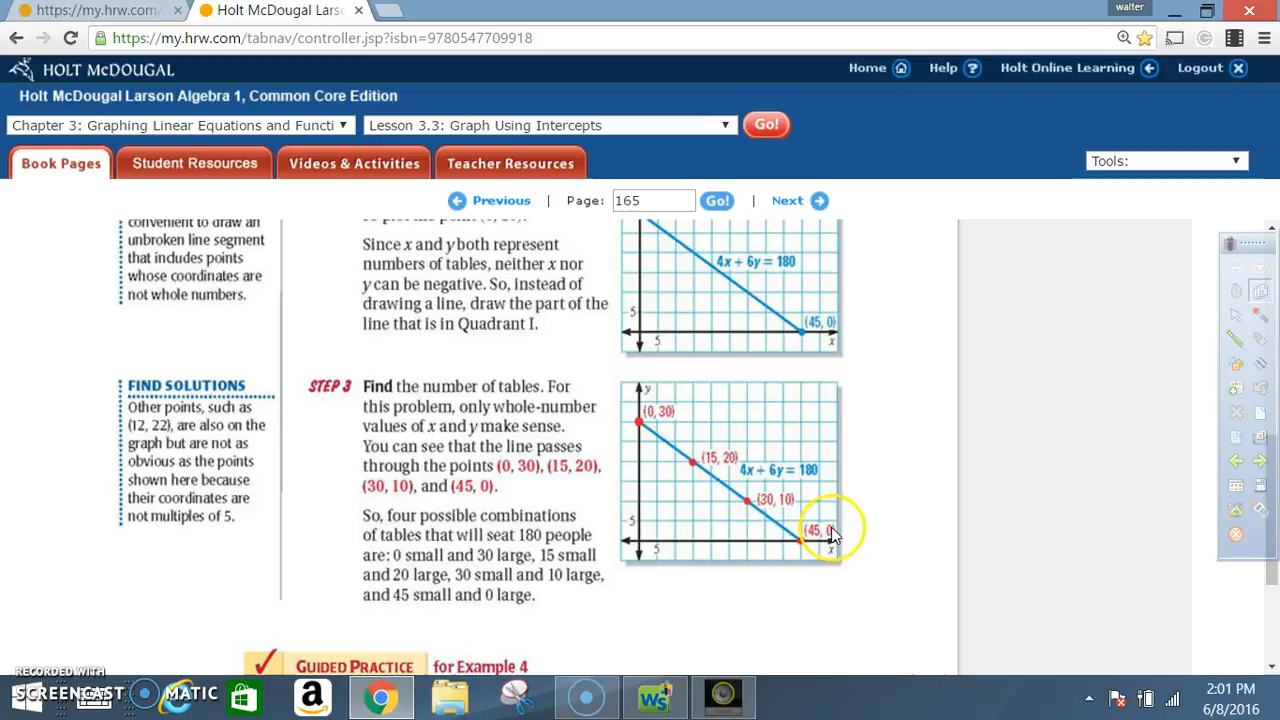 https://my.hrw.com/tabnav/ ×
Holt McDougal Lars ×
walter
https://my.hrw.com/tabnav/controller.jsp?isbn=9780547709918
HOLT MCDOUGAL
Home
Help ?
Holt Online Learning
Logout
Holt McDougal Larson Algebra 1, Common Core Edition
Chapter 3: Graphing Linear Equations and Functi
Lesson 3.3: Graph Using Intercepts
Go!
Book Pages
Student Resources
Videos & Activities
Teacher Resources
Tools:
Previous | Page: 165 Go! | Next
convenient to draw an
unbroken line segment
that includes points
whose coordinates are
not whole numbers.
Since x and y both represent
numbers of tables, neither x nor
y can be negative. So, instead of
drawing a line, draw the part of the
line that is in Quadrant I.
4x + 6y = 180
(45, 0)
5
5
x
FIND SOLUTIONS
Other points, such as
(12, 22), are also on the
graph but are not as
obvious as the points
shown here because
their coordinates are
not multiples of 5.
STEP 3 Find the number of tables. For
this problem, only whole-number
values of x and y make sense.
You can see that the line passes
through the points (0, 30), (15, 20),
(30, 10), and (45, 0).
So, four possible combinations
of tables that will seat 180 people
are: 0 small and 30 large, 15 small
and 20 large, 30 small and 10 large,
and 45 small and 0 large.
y
(0, 30)
(15, 20)
4x + 6y = 180
(30, 10)
(45, 0)
5
5
x
GUIDED PRACTICE for Example 4
RECORDED WITH
SCREENCAST MATIC
2:01 PM
6/8/2016